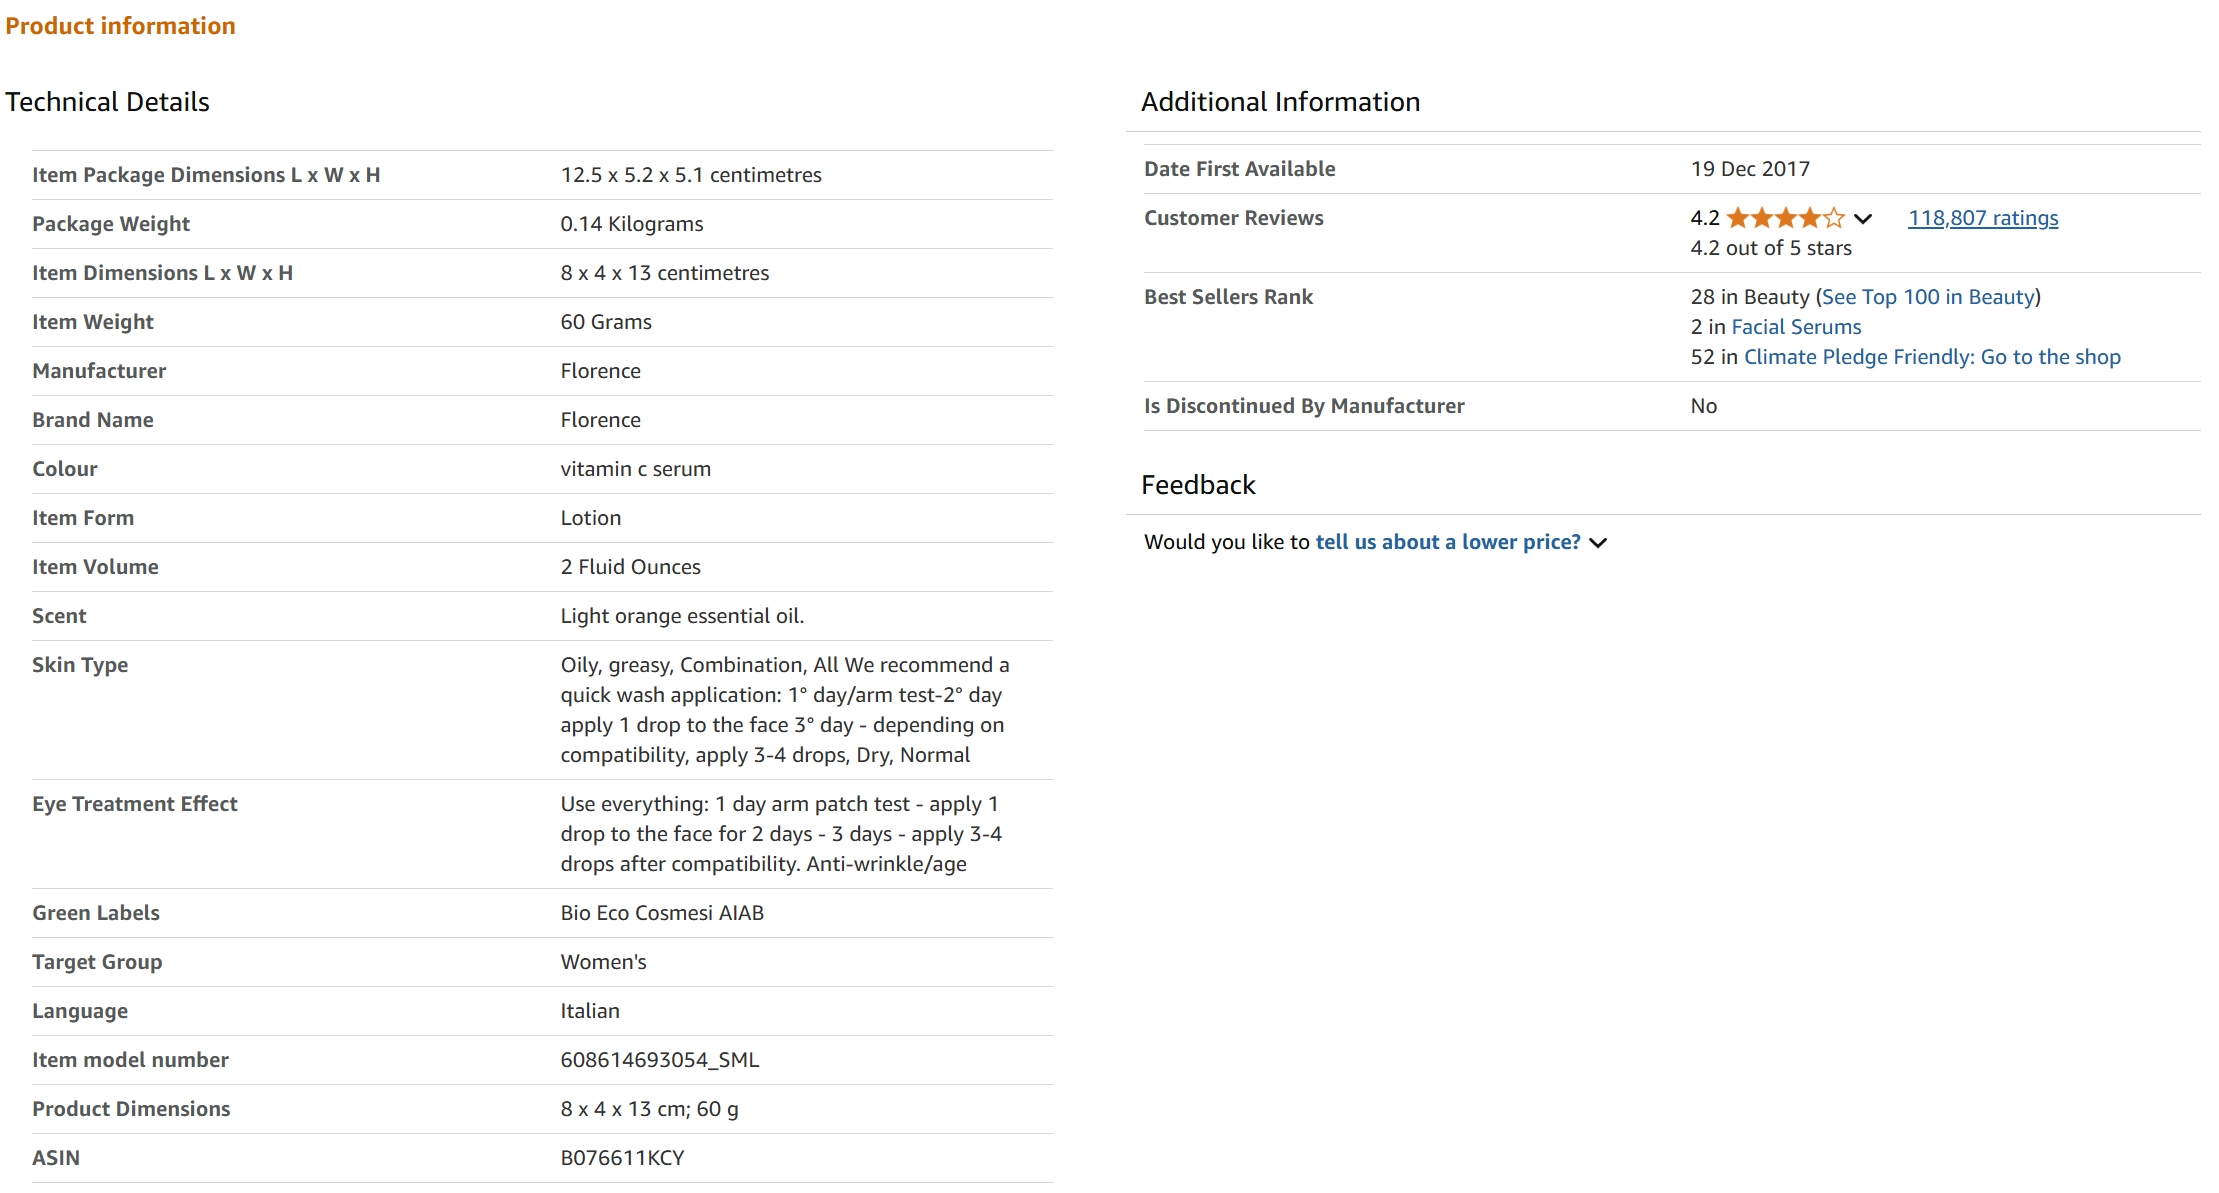 Product information
Technical Details
Item Package Dimensions L x W x H 12.5 x 5.2 x 5.1 centimetres
Package Weight 0.14 Kilograms
Item Dimensions L x W x H 8 x 4 x 13 centimetres
Item Weight 60 Grams
Manufacturer Florence
Brand Name Florence
Colour vitamin c serum
Item Form Lotion
Item Volume 2 Fluid Ounces
Scent Light orange essential oil.
Skin Type Oily, greasy, Combination, All We recommend a
quick wash application: 1° day/arm test-2° day
apply 1 drop to the face 3° day - depending on
compatibility, apply 3-4 drops, Dry, Normal
Eye Treatment Effect Use everything: 1 day arm patch test - apply 1
drop to the face for 2 days - 3 days - apply 3-4
drops after compatibility. Anti-wrinkle/age
Green Labels Bio Eco Cosmesi AIAB
Target Group Women's
Language Italian
Item model number 608614693054_SML
Product Dimensions 8 x 4 x 13 cm; 60 g
ASIN B076611KCY
Additional Information
Date First Available 19 Dec 2017
Customer Reviews 4.2 118,807 ratings
4.2 out of 5 stars
Best Sellers Rank 28 in Beauty (See Top 100 in Beauty)
2 in Facial Serums
52 in Climate Pledge Friendly: Go to the shop
Is Discontinued By Manufacturer No
Feedback
Would you like to tell us about a lower price?